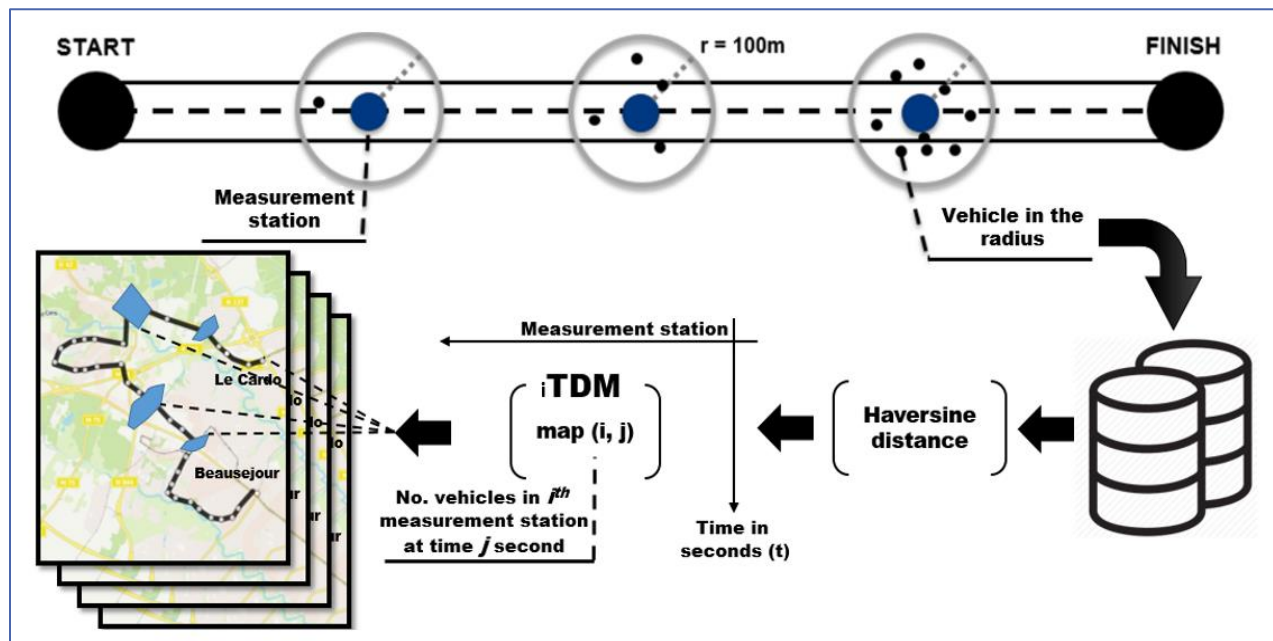 START
r = 100m
FINISH
Measurement
station
Vehicle in the
radius
Measurement station
Le Cardo
Beausejour
iTDM
map (i, j)
Haversine
distance
No. vehicles in ith
measurement station
at time j second
Time in
seconds (t)